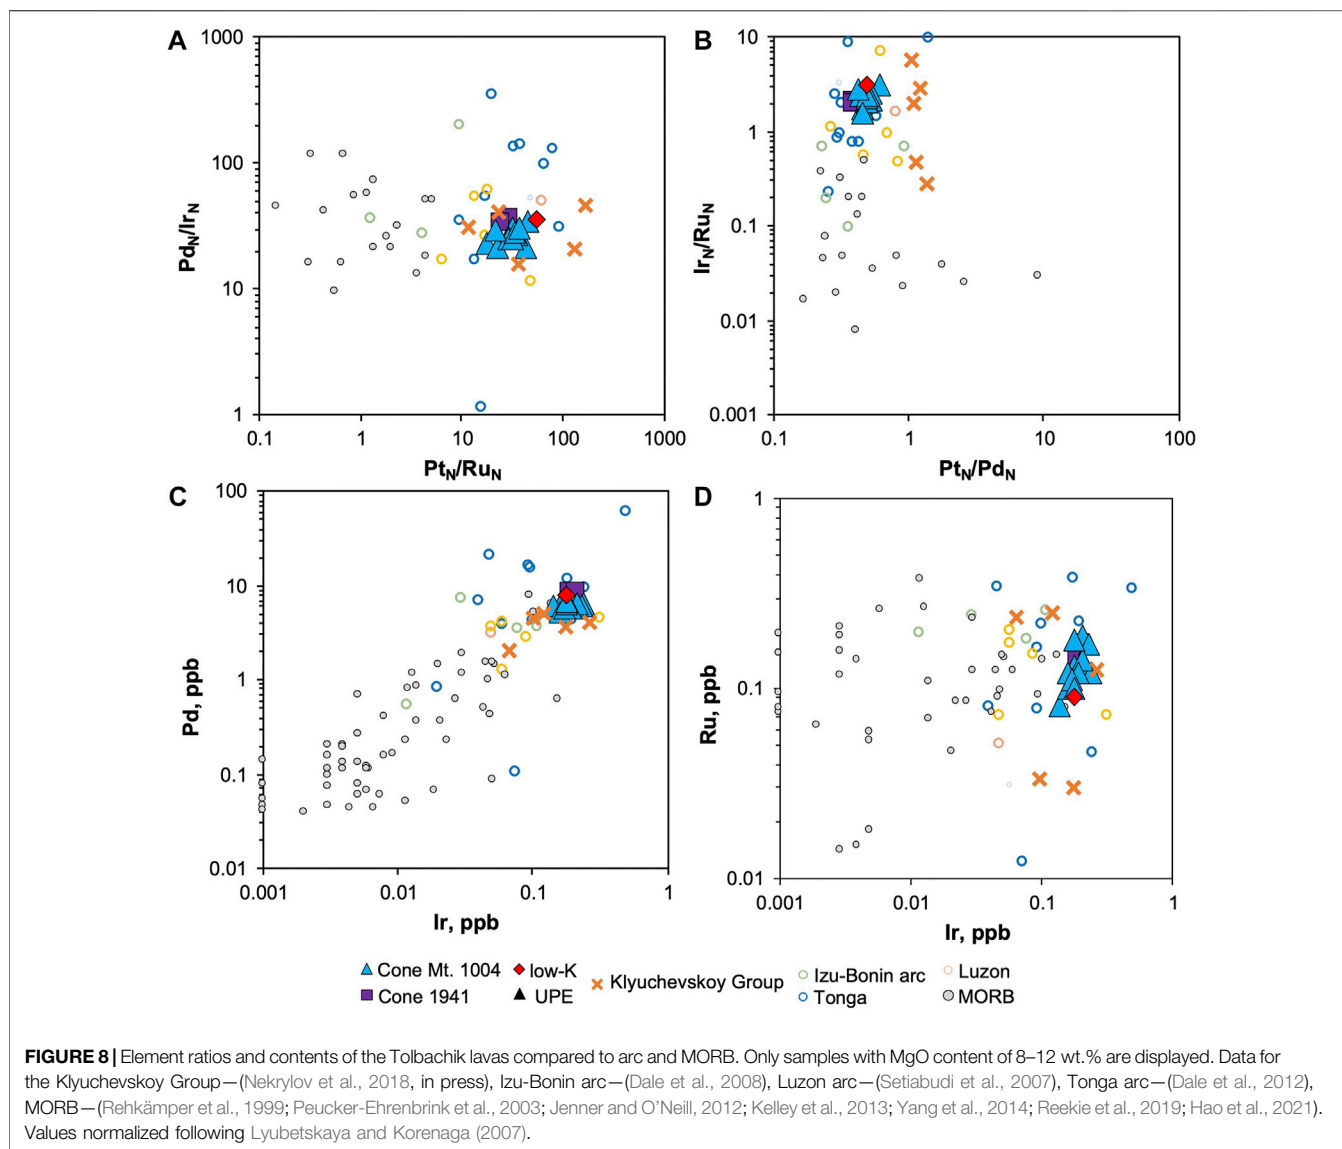 A
1000
100
10
1
Pd_N/Ir_N
0.1 1 10 100 1000
Pt_N/Ru_N
B
10
1
0.1
0.01
0.001
Ir_N/Ru_N
0.1 1 10 100
Pt_N/Pd_N
C
100
10
1
0.1
0.01
Pd, ppb
0.001 0.01 0.1 1
Ir, ppb
D
1
0.1
0.01
Ru, ppb
0.001 0.01 0.1 1
Ir, ppb
Cone Mt. 1004
Cone 1941
low-K
UPE
Klyuchevskoy Group
Izu-Bonin arc
Tonga
Luzon
MORB
FIGURE 8 | Element ratios and contents of the Tolbachik lavas compared to arc and MORB. Only samples with MgO content of 8–12 wt.% are displayed. Data for
the Klyuchevskoy Group—(Nekrylov et al., 2018, in press), Izu-Bonin arc—(Dale et al., 2008), Luzon arc—(Setiabudi et al., 2007), Tonga arc—(Dale et al., 2012),
MORB—(Rehkämper et al., 1999; Peucker-Ehrenbrink et al., 2003; Jenner and O’Neill, 2012; Kelley et al., 2013; Yang et al., 2014; Reekie et al., 2019; Hao et al., 2021).
Values normalized following Lyubetskaya and Korenaga (2007).